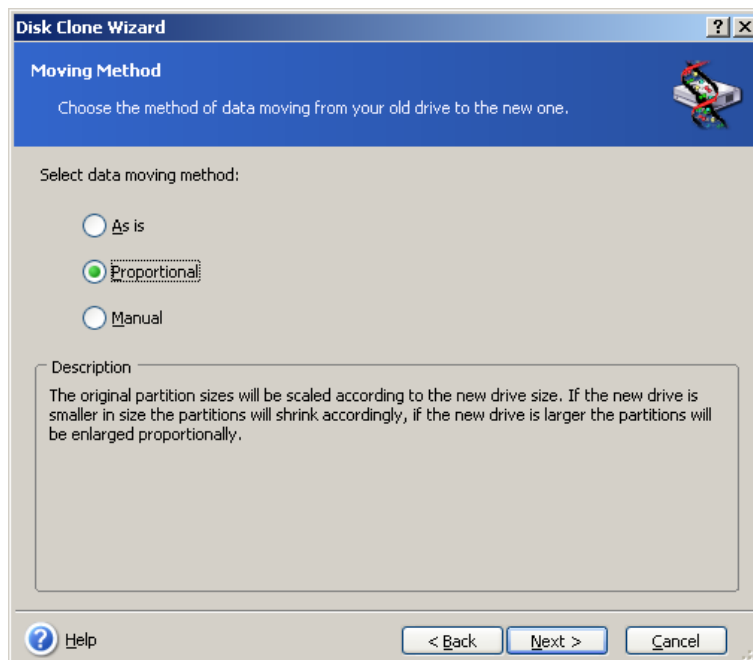 Disk Clone Wizard
Moving Method
Choose the method of data moving from your old drive to the new one.
Select data moving method:
As is
Proportional
Manual
Description
The original partition sizes will be scaled according to the new drive size. If the new drive is
smaller in size the partitions will shrink accordingly, if the new drive is larger the partitions will
be enlarged proportionally.
? Help
< Back
Next >
Cancel